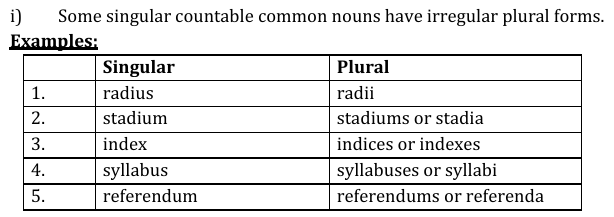 i) Some singular countable common nouns have irregular plural forms.
Examples:
Singular Plural
1. radius radii
2. stadium stadiums or stadia
3. index indices or indexes
4. syllabus syllabuses or syllabi
5. referendum referendums or referenda